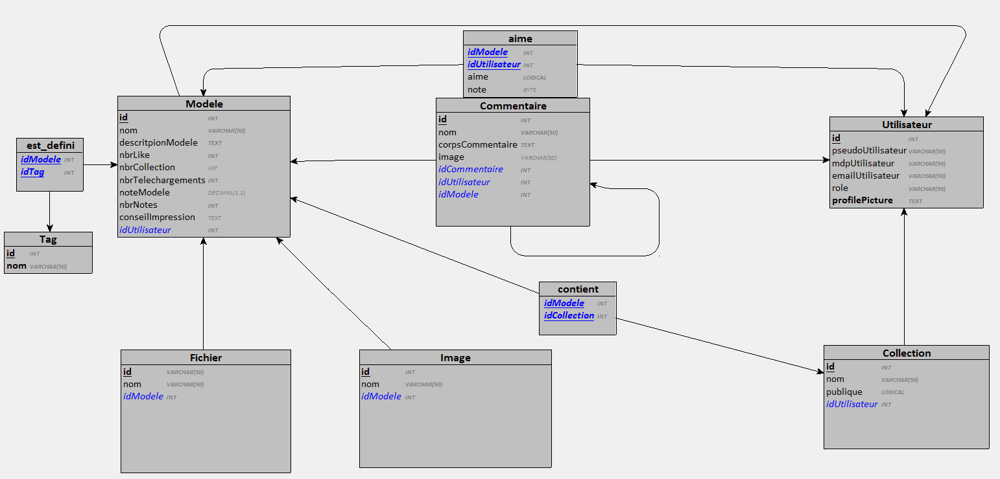 aime
idModele INT
idUtilisateur INT
aime LOGICAL
note BYTE
Modele
id INT
nom VARCHAR(50)
descritpionModele TEXT
nbrLike INT
nbrCollection INT
nbrTelechargements INT
noteModele DECIMAL(1,1)
nbrNotes INT
conseilImpression TEXT
idUtilisateur INT
Commentaire
id INT
nom VARCHAR(50)
corpsCommentaire TEXT
image VARCHAR(50)
idCommentaire INT
idUtilisateur INT
idModele INT
Utilisateur
id INT
pseudoUtilisateur VARCHAR(50)
mdpUtilisateur VARCHAR(50)
emailUtilisateur VARCHAR(50)
role VARCHAR(50)
profilePicture TEXT
est_defini
idModele INT
idTag INT
Tag
id INT
nom VARCHAR(50)
contient
idModele INT
idCollection INT
Fichier
id VARCHAR(50)
nom VARCHAR(50)
idModele INT
Image
id INT
nom VARCHAR(50)
idModele INT
Collection
id INT
nom VARCHAR(50)
publique LOGICAL
idUtilisateur INT